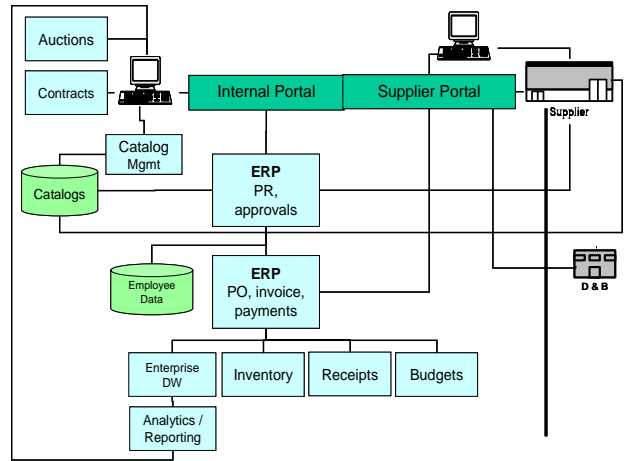 Auctions
Contracts
Internal Portal
Supplier Portal
Supplier
Catalog
Mgmt
Catalogs
ERP
PR,
approvals
Employee
Data
ERP
PO, invoice,
payments
D & B
Enterprise
DW
Inventory
Receipts
Budgets
Analytics /
Reporting